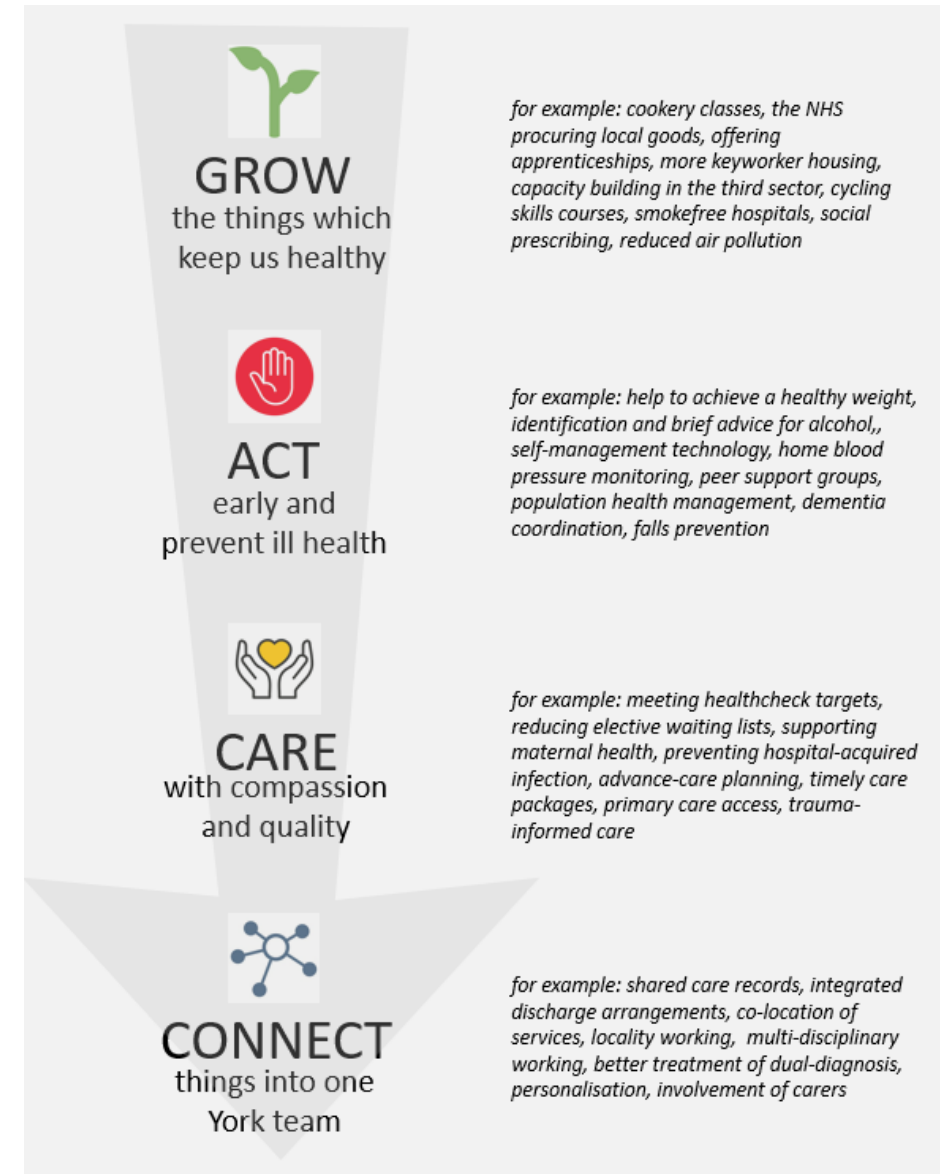 GROW
the things which
keep us healthy
for example: cookery classes, the NHS
procuring local goods, offering
apprenticeships, more keyworker housing,
capacity building in the third sector, cycling
skills courses, smokefree hospitals, social
prescribing, reduced air pollution
ACT
early and
prevent ill health
for example: help to achieve a healthy weight,
identification and brief advice for alcohol,,
self-management technology, home blood
pressure monitoring, peer support groups,
population health management, dementia
coordination, falls prevention
CARE
with compassion
and quality
for example: meeting healthcheck targets,
reducing elective waiting lists, supporting
maternal health, preventing hospital-acquired
infection, advance-care planning, timely care
packages, primary care access, trauma-
informed care
CONNECT
things into one
York team
for example: shared care records, integrated
discharge arrangements, co-location of
services, locality working,  multi-disciplinary
working, better treatment of dual-diagnosis,
personalisation, involvement of carers